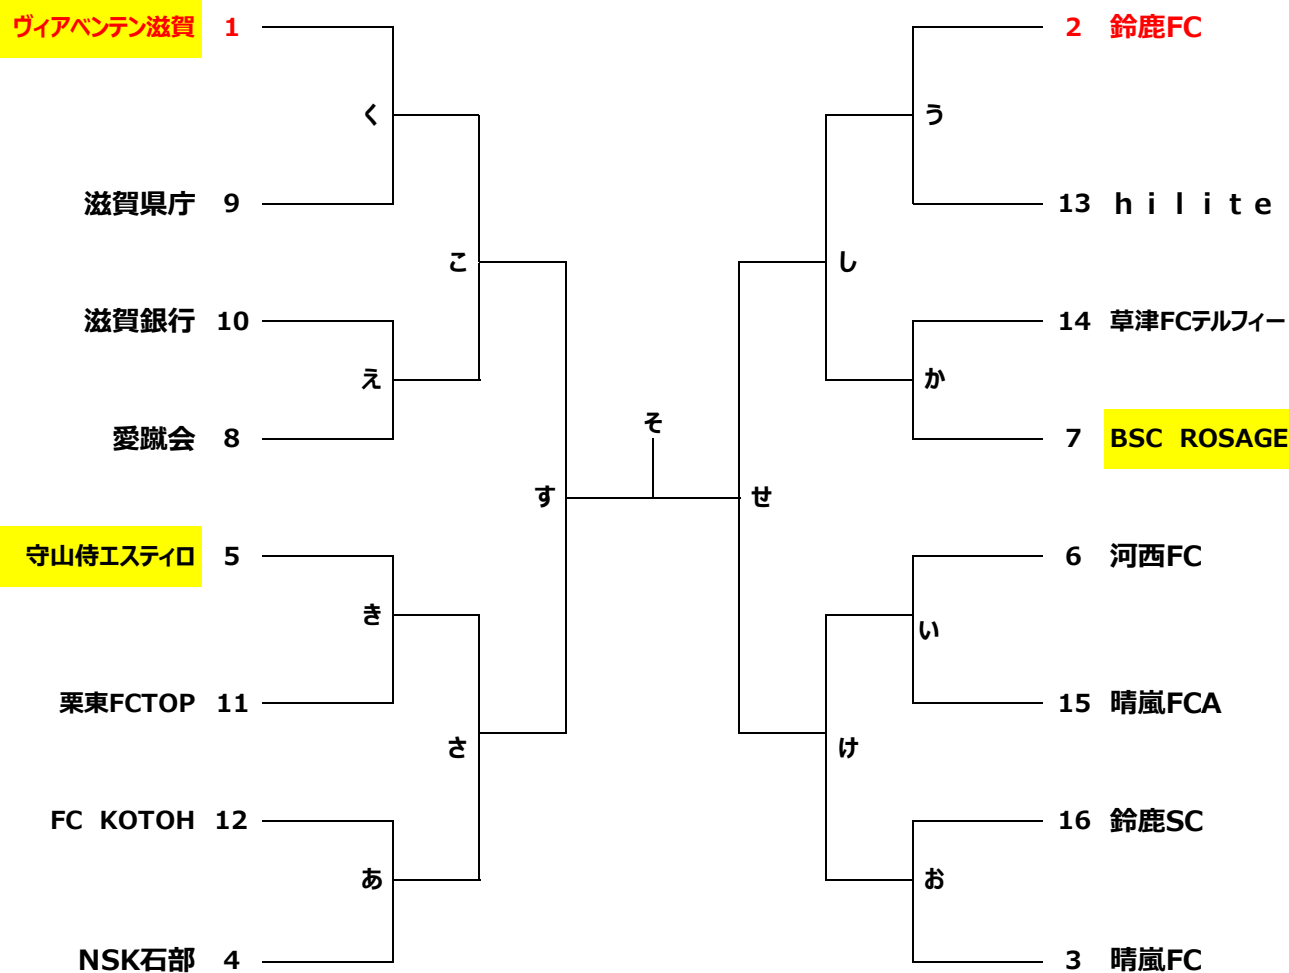 ヴィアベンテン滋賀 1
2 鈴鹿FC
く
う
滋賀県庁 9
13 ｈｉｌｉｔｅ
こ
し
滋賀銀行 10
14 草津FCテルフィー
え
か
愛蹴会 8
そ
7 BSC ROSAGE
す
せ
守山侍エスティロ 5
6 河西FC
き
い
栗東FCTOP 11
15 晴嵐FCA
さ
け
FC KOTOH 12
16 鈴鹿SC
あ
お
NSK石部 4
3 晴嵐FC